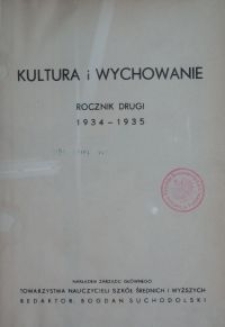 KULTURA i WYCHOWANIE
ROCZNIK DRUGI
1934 - 1935
NAKŁADEM ZARZĄDU GŁÓWNEGO
TOWARZYSTWA NAUCZYCIELI SZKÓŁ ŚREDNICH I WYŻSZYCH
REDAKTOR: BOGDAN SUCHODOLSKI